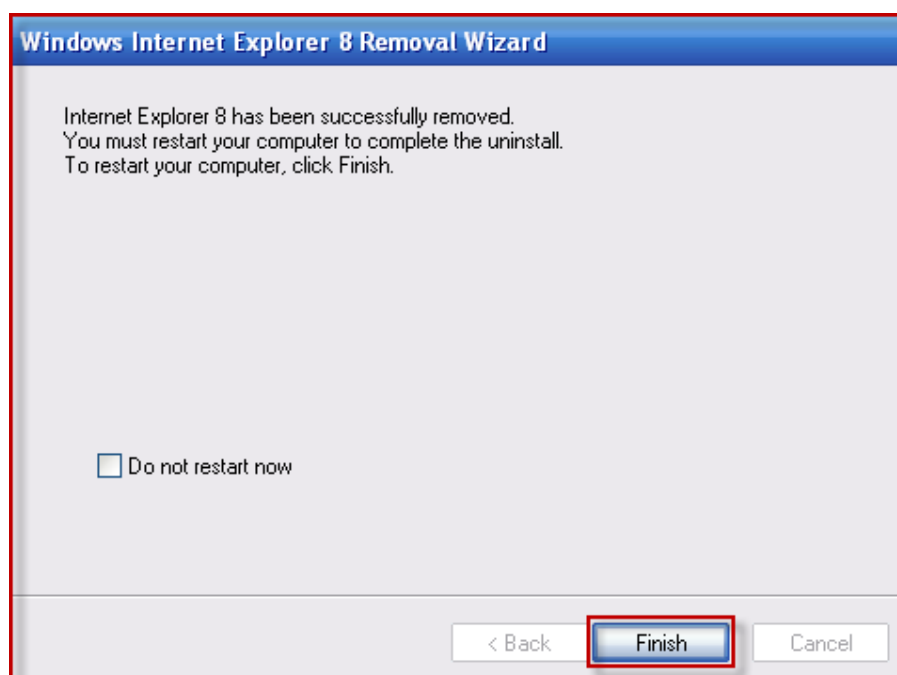 Windows Internet Explorer 8 Removal Wizard
Internet Explorer 8 has been successfully removed.
You must restart your computer to complete the uninstall.
To restart your computer, click Finish.
Do not restart now
< Back Finish Cancel